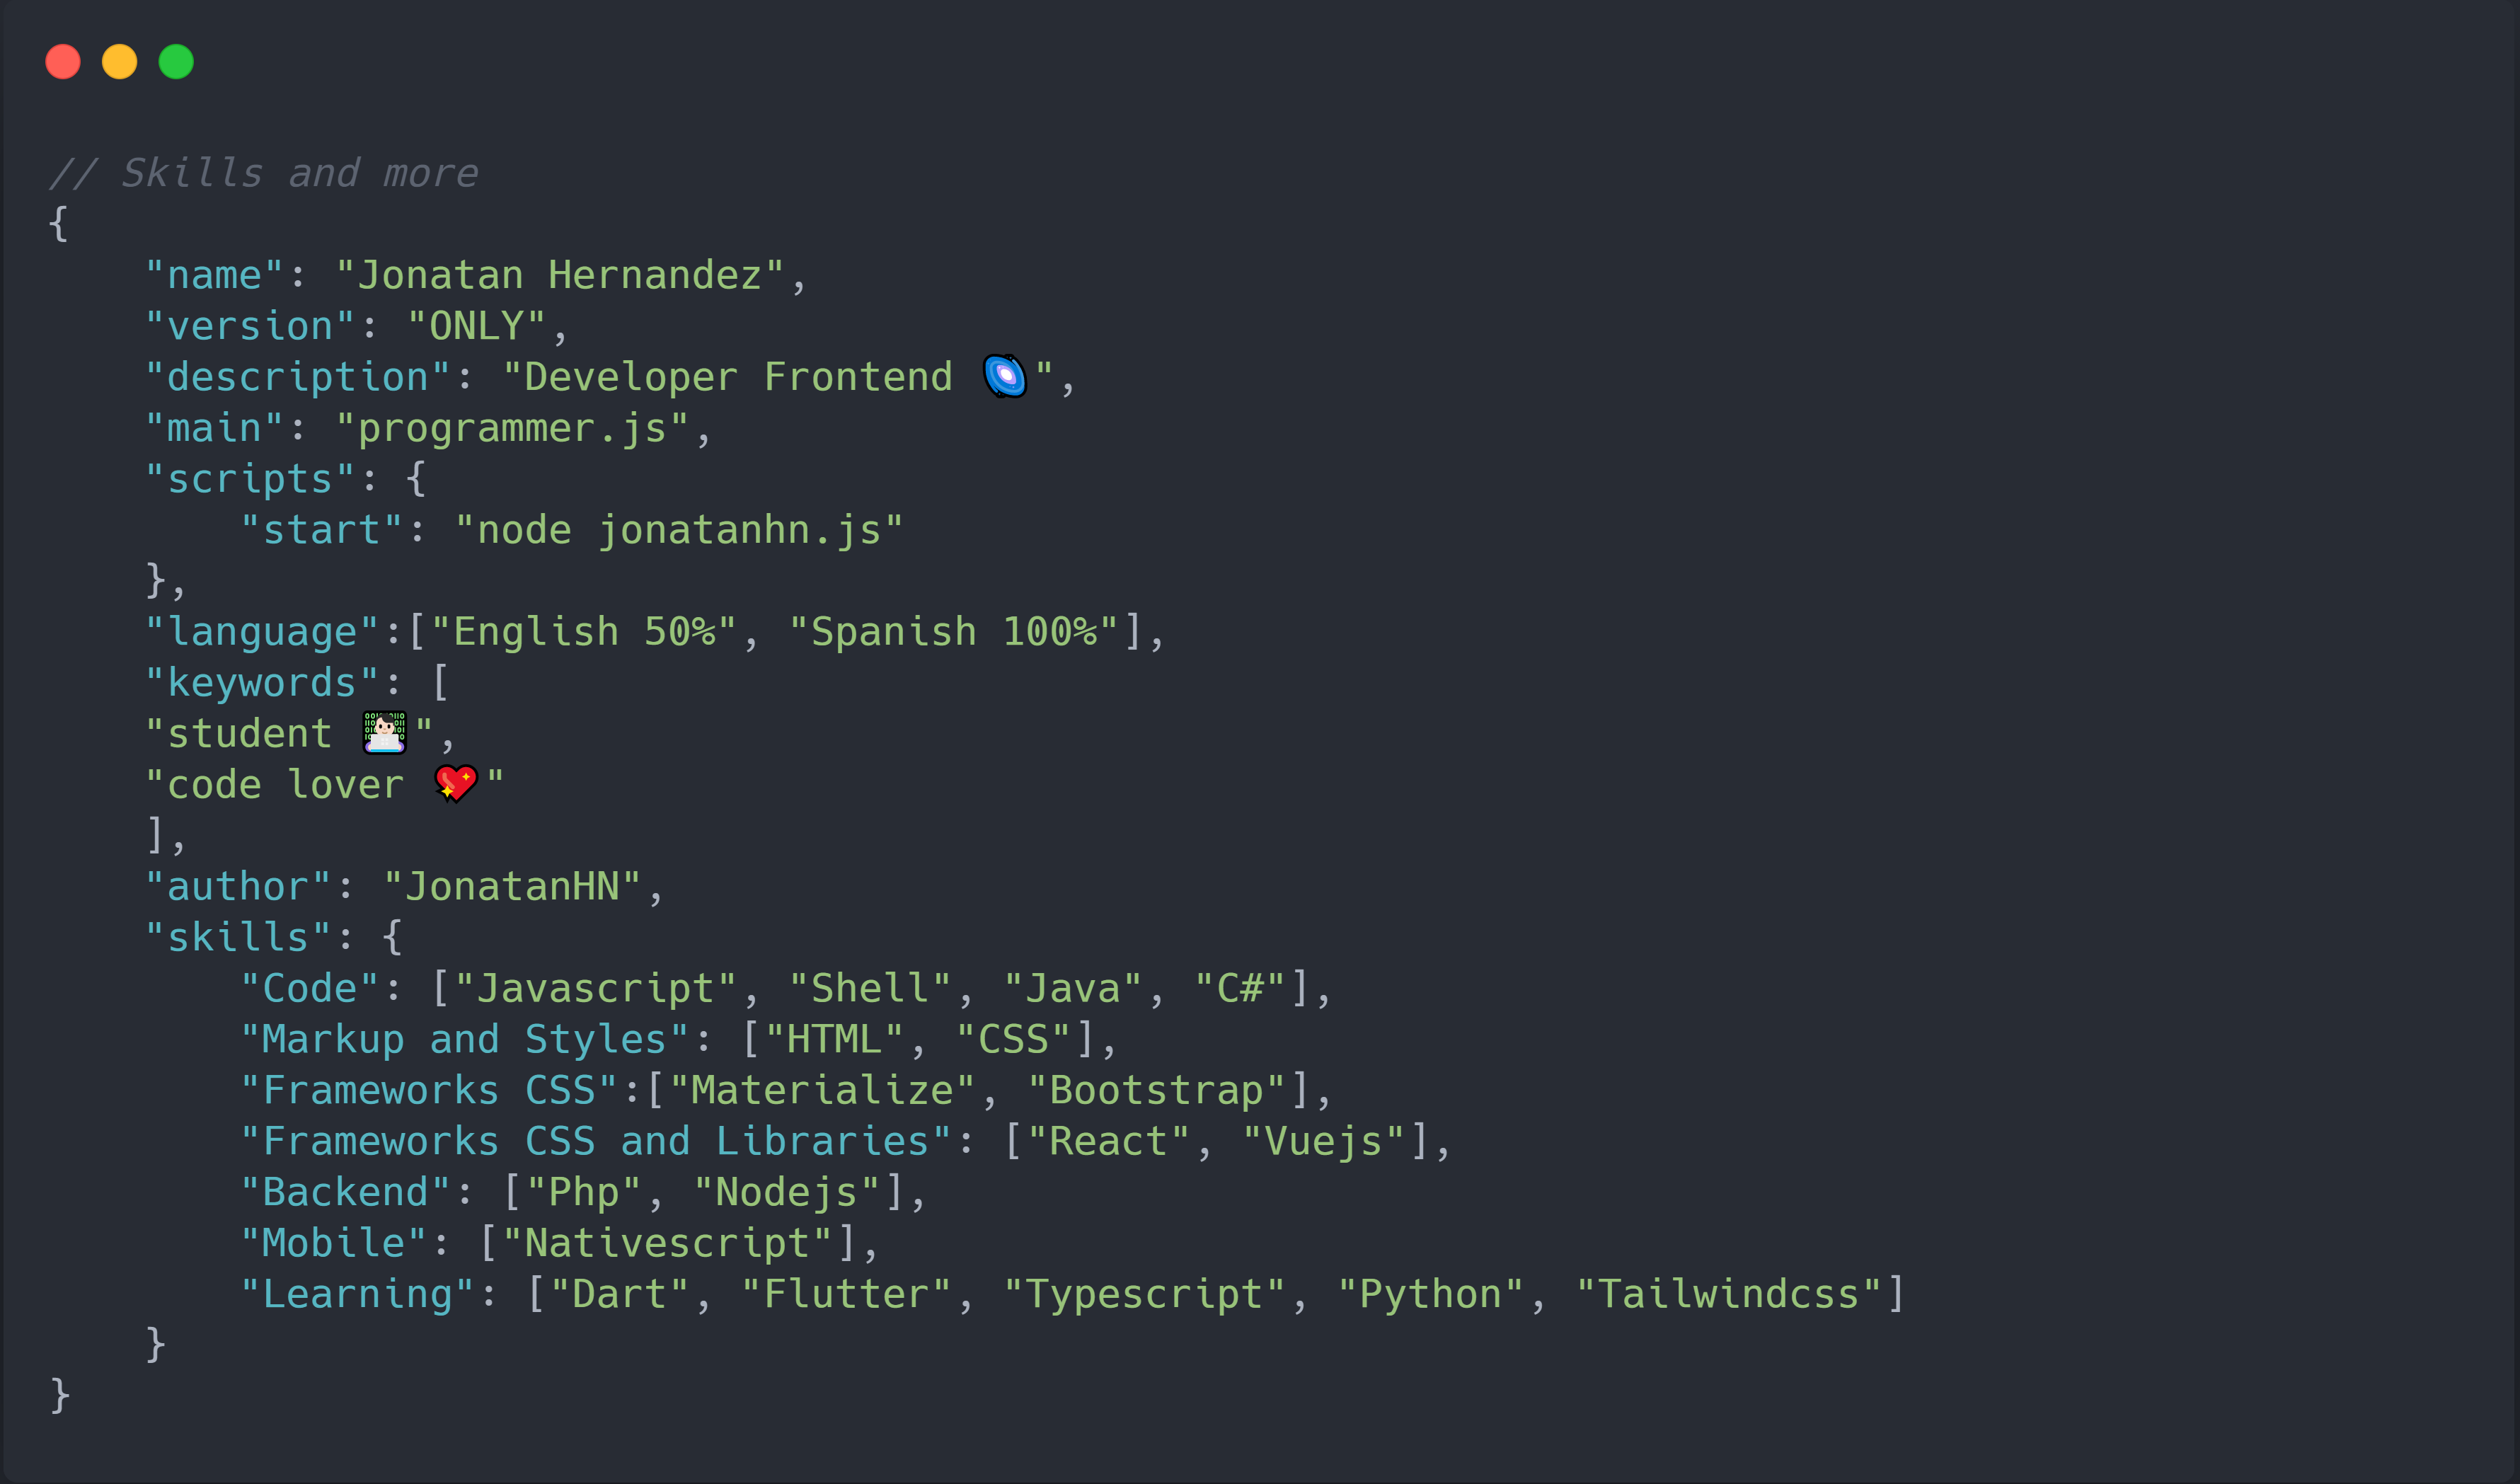 // Skills and more
{
    "name": "Jonatan Hernandez",
    "version": "ONLY",
    "description": "Developer Frontend 🌌",
    "main": "programmer.js",
    "scripts": {
        "start": "node jonatanhn.js"
    },
    "language":["English 50%", "Spanish 100%"],
    "keywords": [
    "student 👨🏻‍💻",
    "code lover 💖"
    ],
    "author": "JonatanHN",
    "skills": {
        "Code": ["Javascript", "Shell", "Java", "C#"],
        "Markup and Styles": ["HTML", "CSS"],
        "Frameworks CSS":["Materialize", "Bootstrap"],
        "Frameworks CSS and Libraries": ["React", "Vuejs"],
        "Backend": ["Php", "Nodejs"],
        "Mobile": ["Nativescript"],
        "Learning": ["Dart", "Flutter", "Typescript", "Python", "Tailwindcss"]
    }
}